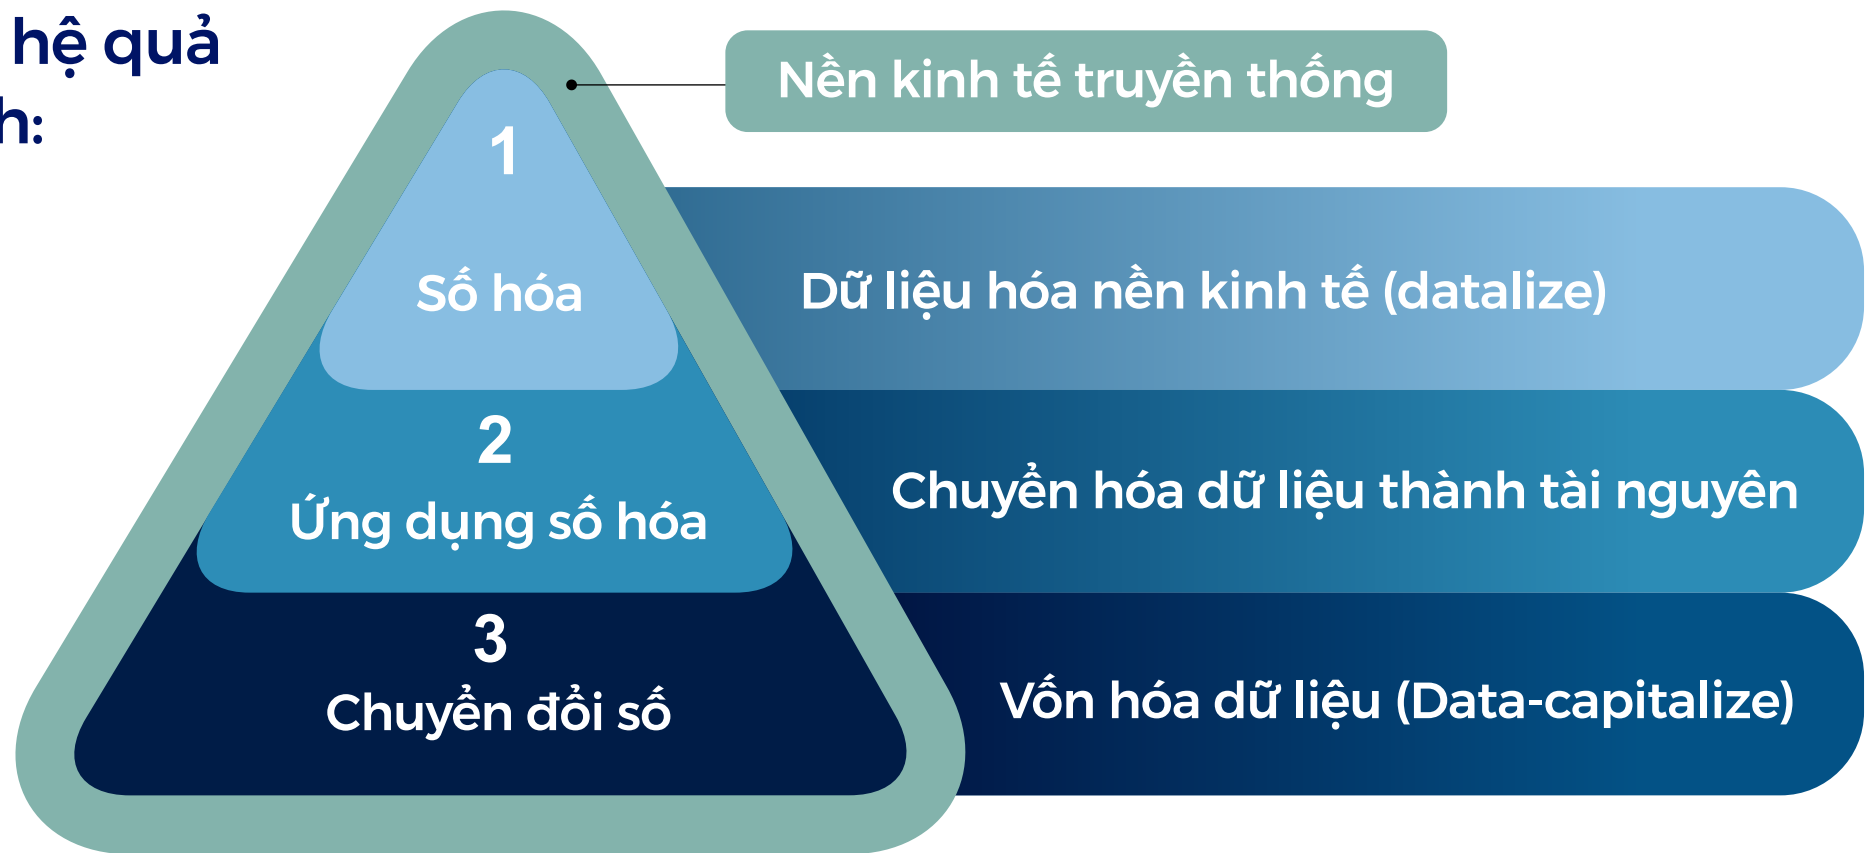 hệ quả
h:
Nền kinh tế truyền thống
1
Số hóa
Dữ liệu hóa nền kinh tế (datalize)
2
Ứng dụng số hóa
Chuyển hóa dữ liệu thành tài nguyên
3
Chuyển đổi số
Vốn hóa dữ liệu (Data-capitalize)